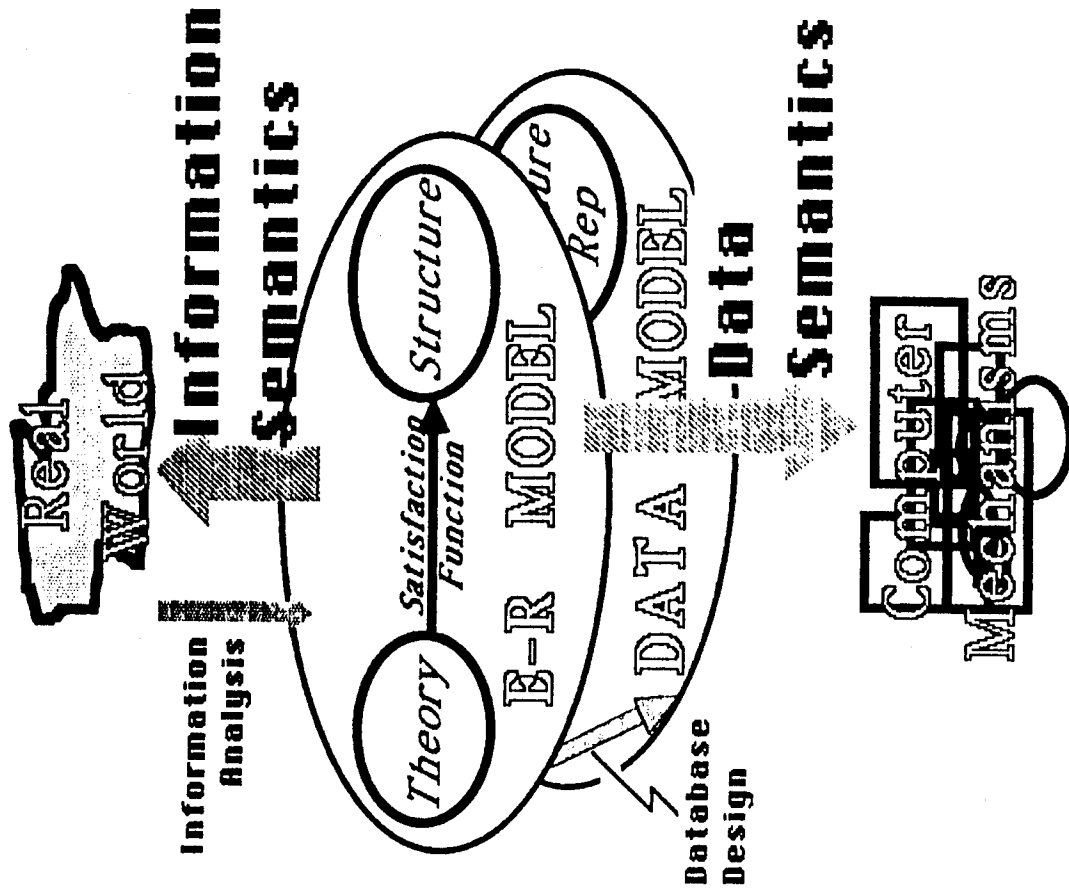 Real
World
Information
Analysis
Information
Semantics
Theory
Satisfaction
Function
Structure
E-R MODEL
ure
Rep
DATA MODEL
Database
Design
Data
Semantics
Computer
Mechanisms